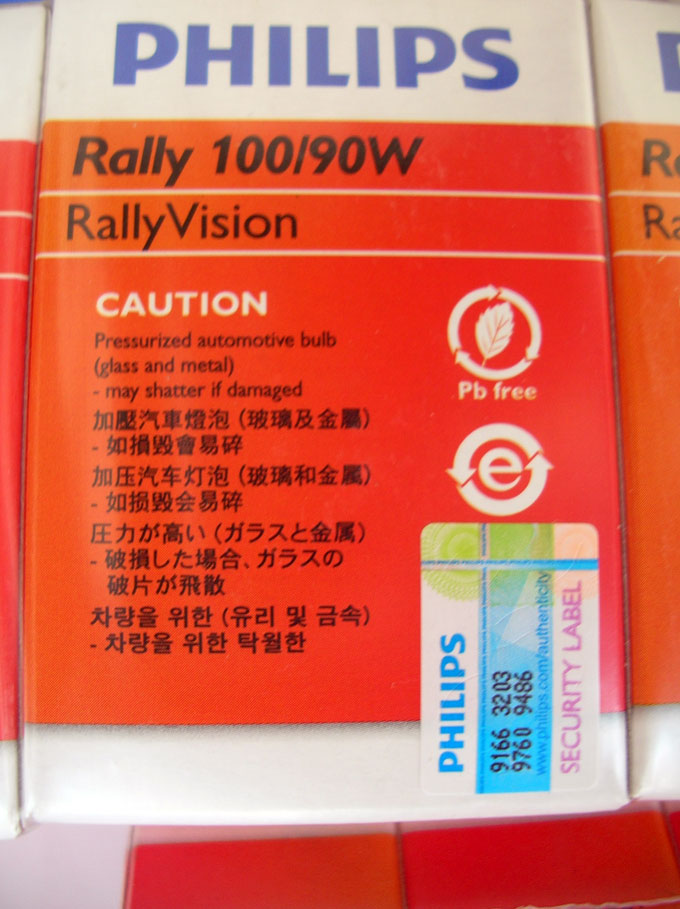 PHILIPS
Rally 100/90W
RallyVision
CAUTION
Pressurized automotive bulb
(glass and metal)
- may shatter if damaged
加壓汽車燈泡 (玻璃及金屬)
- 如損毀會易碎
加压汽车灯泡 (玻璃和金属)
- 如损毁会易碎
圧力が高い (ガラスと金属)
- 破損した場合、ガラスの
破片が飛散
차량을 위한 (유리 및 금속)
- 차량을 위한 탁월한
Pb free
e
PHILIPS
9166 3203
9760 9486
www.philips.com/authenticity
SECURITY LABEL
R
Ra